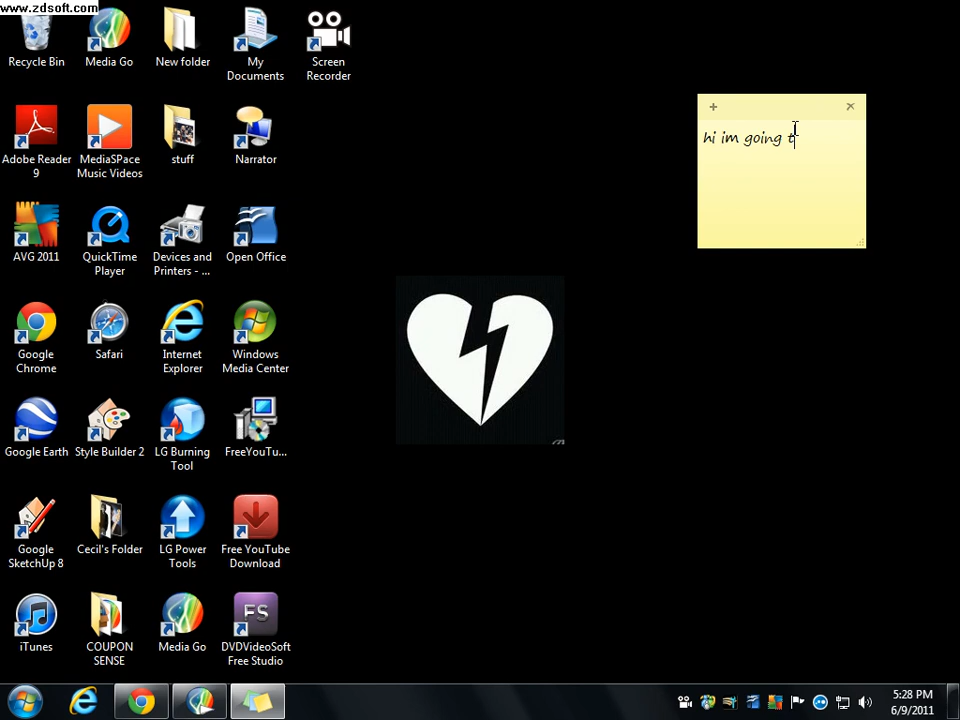 www.zdsoft.com
Recycle Bin
Media Go
New folder
My
Documents
Screen
Recorder
Adobe Reader
9
MediaSPace
Music Videos
stuff
Narrator
AVG 2011
QuickTime
Player
Devices and
Printers - ...
Open Office
Google
Chrome
Safari
Internet
Explorer
Windows
Media Center
Google Earth
Style Builder 2
LG Burning
Tool
FreeYouTu...
Google
SketchUp 8
Cecil's Folder
LG Power
Tools
Free YouTube
Download
iTunes
COUPON
SENSE
Media Go
FS
DVDVideoSoft
Free Studio
hi im going t
5:28 PM
6/9/2011